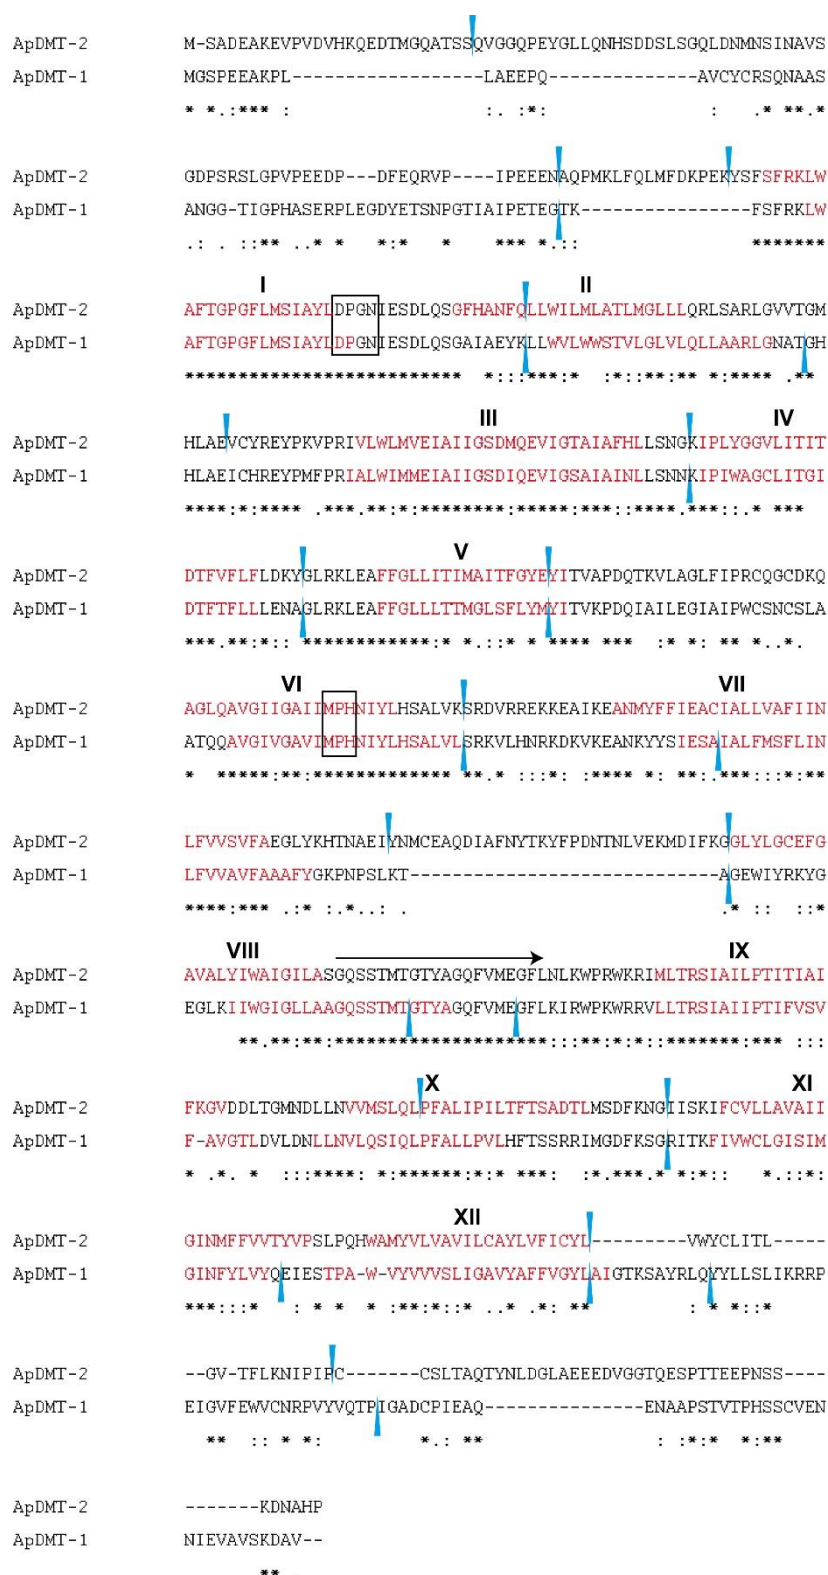 ApDMT-2 M-SADEAKEVPVDVHKQEDTMGQATSSQVGGQPEYGLLQNHSDDSLSGQLDNMNSINAVS
ApDMT-1 MGSPEEAKPL------------------LAEEPQ--------------AVCYCRSQNAAS
* *.:*** : :. :*: : .* **.*
ApDMT-2 GDPSRSLGPVPEEDP---DFEQRVP----IPEEENAQPMKLFQLMFDKPEKYSFSFRKLW
ApDMT-1 ANGG-TIGPHASERPLEGDYETSNPGTIAIPETEGTK----------------FSFRKLW
.: . ::** ..* * *:* * *** *.:: *******
I II
ApDMT-2 AFTGPGFLMSIAYLDPGNIESDLQSGFHANFQLLWILMLATLMGLLLQRLSARLGVVTGM
ApDMT-1 AFTGPGFLMSIAYLDPGNIESDLQSGAIAEYKLLWVLWWSTVLGLVLQLLAARLGNATGH
************************** *:::***:* :*::**:** *:**** .**
III IV
ApDMT-2 HLAEVCYREYPKVPRIVLWLMVEIAIIGSDMQEVIGTAIAFHLLSNGKIPLYGGVLITIT
ApDMT-1 HLAEICHREYPMFPRIALWIMMEIAIIGSDIQEVIGSAIAINLLSNNKIPIWAGCLITGI
****:*:**** .***.**:*:********:*****:***::****.***::.* ***
V
ApDMT-2 DTFVFLFLDKYGLRKLEAFFGLLITIMAITFGYEYITVAPDQTKVLAGLFIPRCQGCDKQ
ApDMT-1 DTFTFLLLENAGLRKLEAFFGLLLTTMGLSFLYMYITVKPDQIAILEGIAIPWCSNCSLA
***.**:*:: ************:* *.::* * **** *** :* *: ** *..*.
VI VII
ApDMT-2 AGLQAVGIIGAIIMPHNIYLHSALVKSRDVRREKKEAIKEANMYFFIEACIALLVAFIIN
ApDMT-1 ATQQAVGIVGAVIMPHNIYLHSALVLSRKVLHNRKDKVKEANKYYSIESAIALFMSFLIN
* *****:**:************* **.* ::*: :**** *: **:.***:::*:**
ApDMT-2 LFVVSVFAEGLYKHTNAEIYNMCEAQDIAFNYTKYFPDNTNLVEKMDIFKGGLYLGCEFG
ApDMT-1 LFVVAVFAAAFYGKPNPSLKT-----------------------------AGEWIYRKYG
****:*** .:* :.*..: . .* :: ::*
VIII IX
ApDMT-2 AVALYIWAIGILASGQSSTMTGTYAGQFVMEGFLNLKWPRWKRIMLTRSIAILPTITIAI
ApDMT-1 EGLKIIWGIGLLAAGQSSTMTGTYAGQFVMEGFLKIRWPKWRRVLLTRSIAIIPTIFVSV
**.**:**:********************:::**:*:*::*******:*** :::
X XI
ApDMT-2 FKGVDDLTGMNDLLNVVMSLQLPFALIPILTFTSADTLMSDFKNGIISKIFCVLLAVAII
ApDMT-1 F-AVGTLDVLDNLLNVLQSIQLPFALLPVLHFTSSRRIMGDFKSGRITKFIVWCLGISIM
* .*. * :::****: *:******:*:* ***: :*.***.* *:*:: *.::*:
XII
ApDMT-2 GINMFFVVTYVPSLPQHWAMYVLVAVILCAYLVFICYL---------VWYCLITL-----
ApDMT-1 GINFYLVYQEIESTPA-W-VYVVVSLIGAVYAFFVGYLAIGTKSAYRLQYYLLSLIKRRP
***::* : * * * :**:*::* ..* .*: ** : * *::*
ApDMT-2 --GV-TFLKNIPIPC-------CSLTAQTYNLDGLAEEEDVGGTQESPTTEEPNSS----
ApDMT-1 EIGVFEWVCNRPVYVQTPIGADCPIEAQ---------------ENAAPSTVTPHSSCVEN
** :: * *: *.: ** : :*:* *:**
ApDMT-2 -------KDNAHP
ApDMT-1 NIEVAVSKDAV--
**